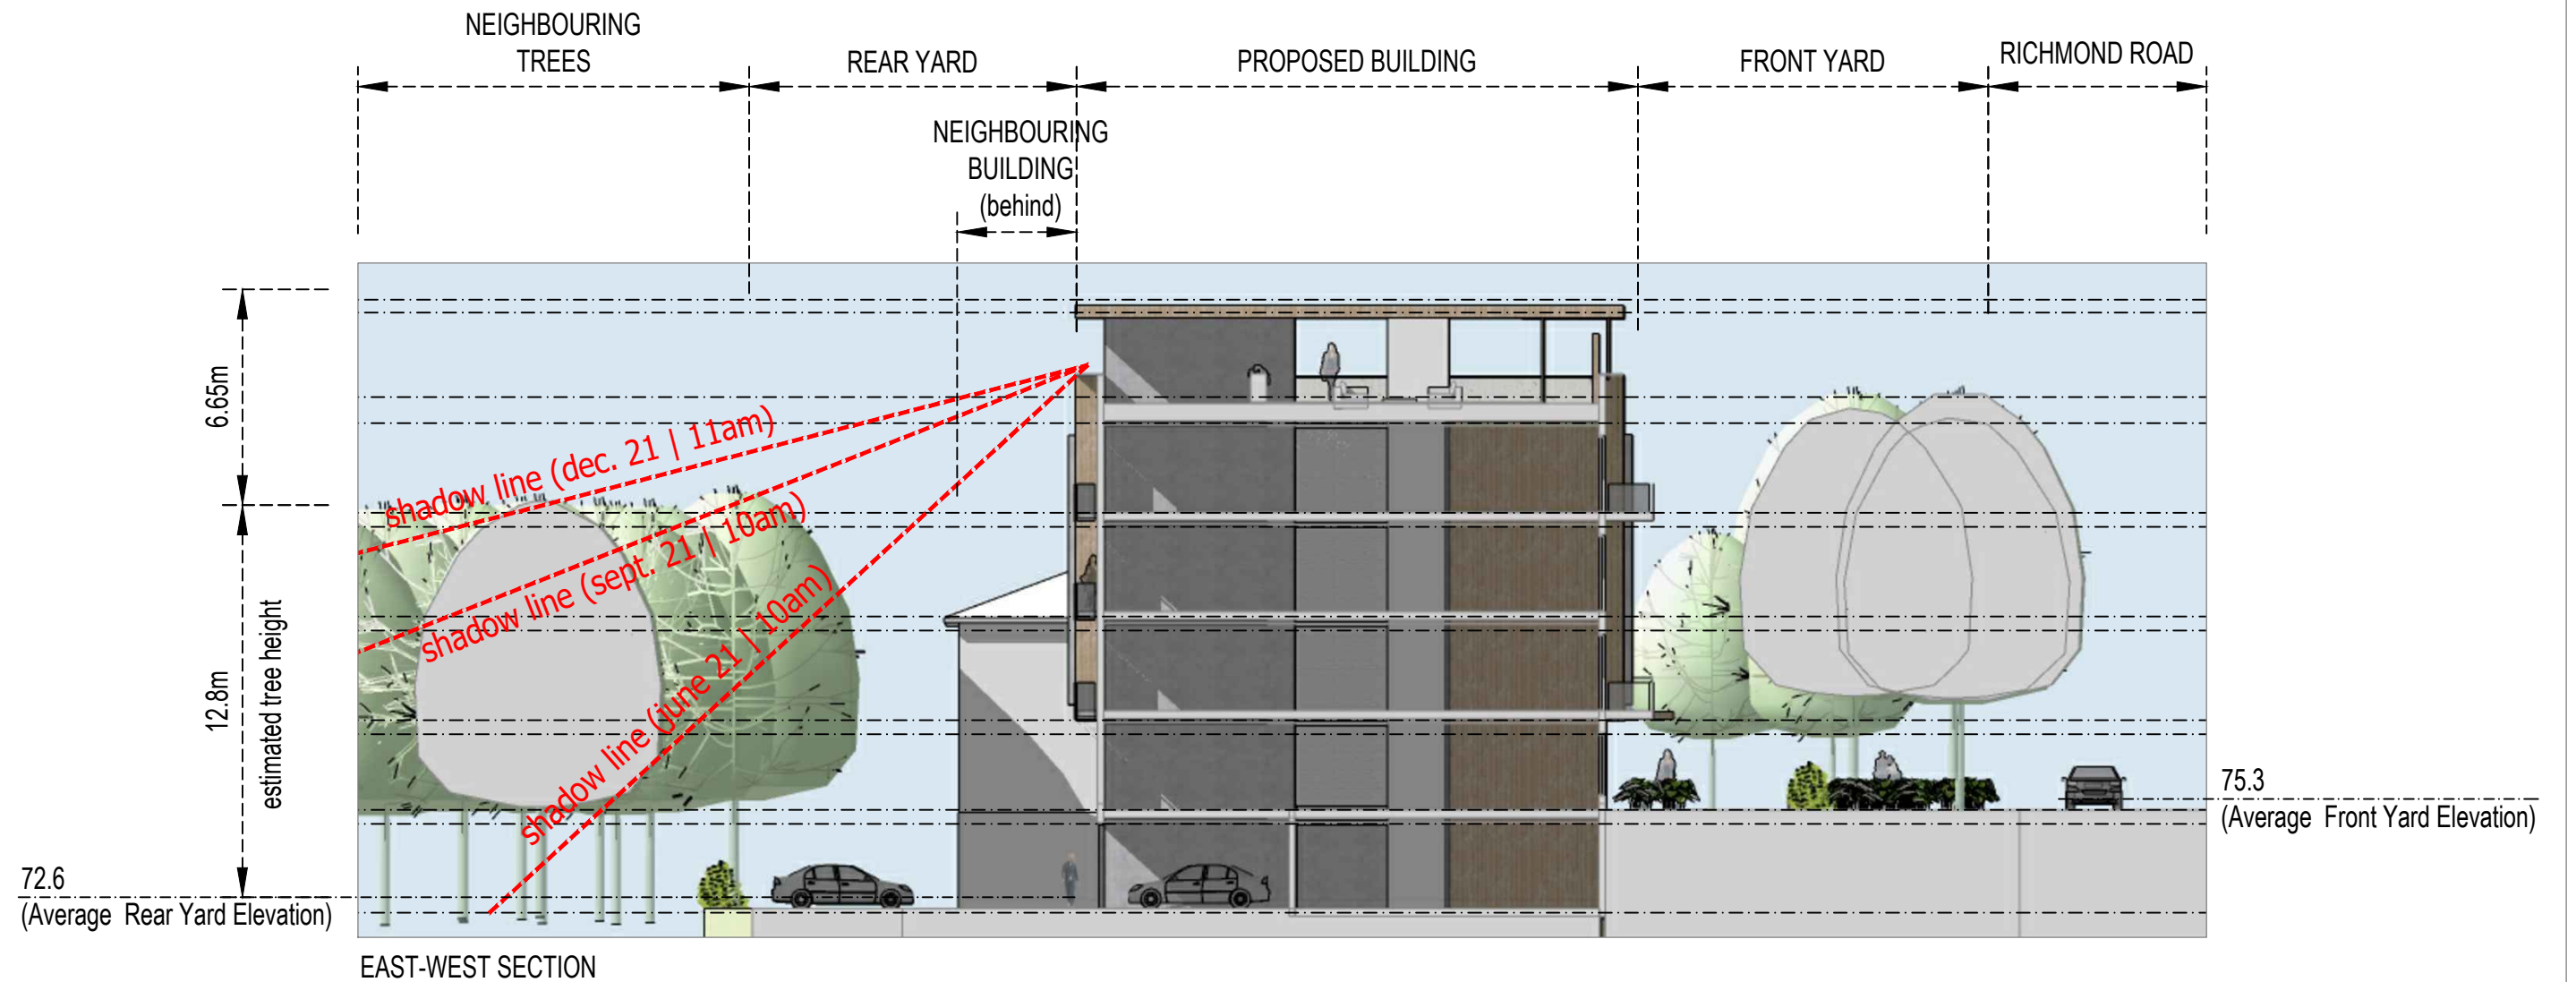 NEIGHBOURING
TREES
REAR YARD
PROPOSED BUILDING
FRONT YARD
RICHMOND ROAD
NEIGHBOURING
BUILDING
(behind)
6.65m
12.8m
estimated tree height
shadow line (dec. 21 | 11am)
shadow line (sept. 21 | 10am)
shadow line (june 21 | 10am)
72.6
(Average Rear Yard Elevation)
75.3
(Average Front Yard Elevation)
EAST-WEST SECTION